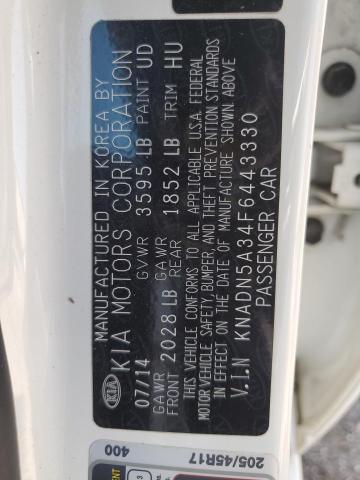 MANUFACTURED IN KOREA BY
KIA KIA MOTORS CORPORATION
07/14 GVWR 3595 LB PAINT UD
GAWR FRONT 2028 LB GAWR REAR 1852 LB TRIM HU
THIS VEHICLE CONFORMS TO ALL APPLICABLE U.S.A. FEDERAL
MOTOR VEHICLE SAFETY, BUMPER, AND THEFT PREVENTION STANDARDS
IN EFFECT ON THE DATE OF MANUFACTURE SHOWN ABOVE
V.I.N KNADN5A34F6443330
PASSENGER CAR
205/45R17
400